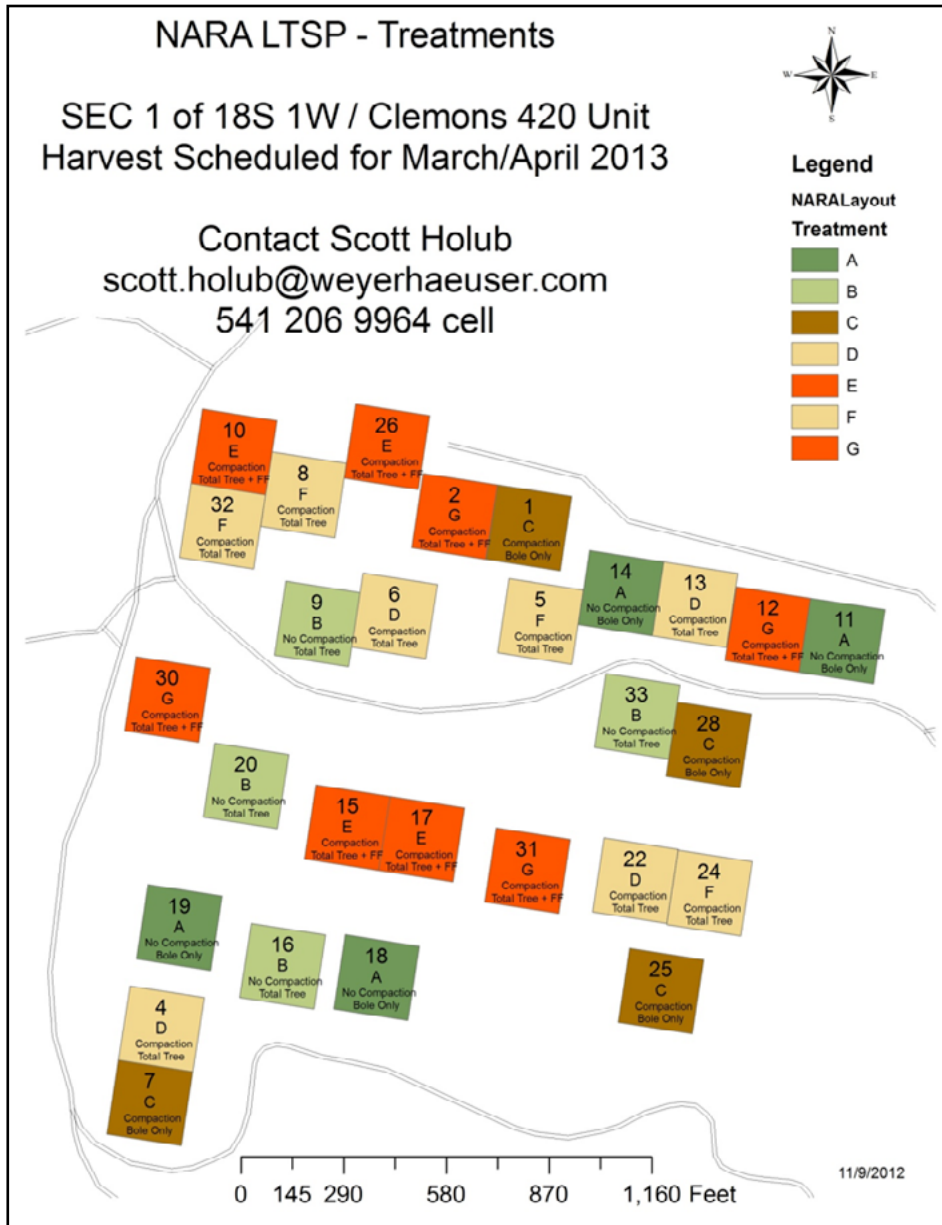 NARA LTSP - Treatments
SEC 1 of 18S 1W / Clemons 420 Unit
Harvest Scheduled for March/April 2013
Contact Scott Holub
scott.holub@weyerhaeuser.com
541 206 9964 cell
N
W
E
S
Legend
NARALayout
Treatment
A
B
C
D
E
F
G
10
E
Compaction
Total Tree + FF
26
E
Compaction
Total Tree + FF
8
F
Compaction
Total Tree
32
F
Compaction
Total Tree
2
G
Compaction
Total Tree + FF
1
C
Compaction
Bole Only
9
B
No Compaction
Total Tree
6
D
Compaction
Total Tree
5
F
Compaction
Total Tree
14
A
No Compaction
Bole Only
13
D
Compaction
Total Tree
12
G
Compaction
Total Tree + FF
11
A
No Compaction
Bole Only
30
G
Compaction
Total Tree + FF
33
B
No Compaction
Total Tree
28
C
Compaction
Bole Only
20
B
No Compaction
Total Tree
15
E
Compaction
Total Tree + FF
17
E
Compaction
Total Tree + FF
31
G
Compaction
Total Tree + FF
22
D
Compaction
Total Tree
24
F
Compaction
Total Tree
19
A
No Compaction
Bole Only
16
B
No Compaction
Total Tree
18
A
No Compaction
Bole Only
25
C
Compaction
Bole Only
4
D
Compaction
Total Tree
7
C
Compaction
Bole Only
0 145 290 580 870 1,160 Feet
11/9/2012